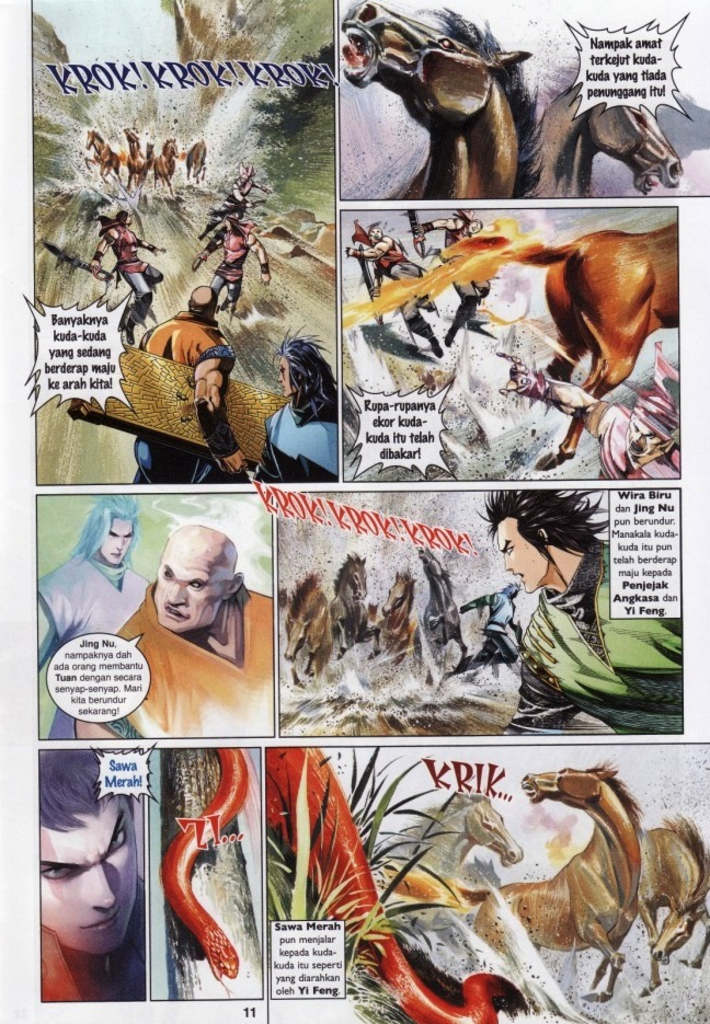 KROK! KROK! KROK!
Banyaknya
kuda-kuda
yang sedang
berderap maju
ke arah kita!
Nampak amat
terkejut kuda-
kuda yang tiada
penunggang itu!
Rupa-rupanya
ekor kuda-
kuda itu telah
dibakar!
Jing Nu,
nampaknya dah
ada orang membantu
Tuan dengan secara
senyap-senyap. Mari
kita berundur
sekarang!
KROK! KROK! KROK!
Wira Biru
dan Jing Nu
pun berundur.
Manakala kuda-
kuda itu pun
telah berderap
maju kepada
Penjejak
Angkasa dan
Yi Feng.
Sawa
Merah!
ZI...
KRIK...
Sawa Merah
pun menjalar
kepada kuda-
kuda itu seperti
yang diarahkan
oleh Yi Feng.
11